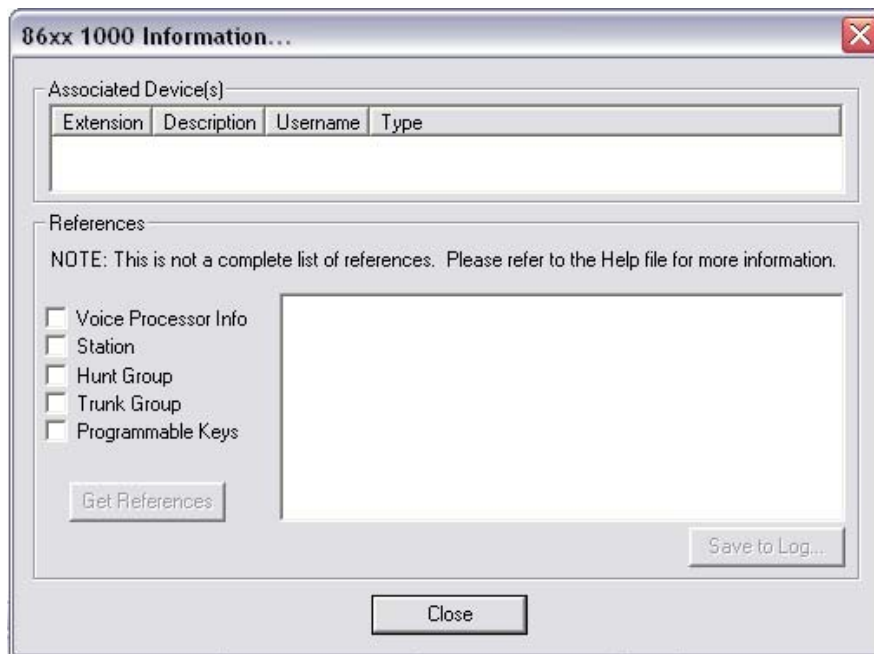 86xx 1000 Information...
Associated Device(s)
Extension Description Username Type
References
NOTE: This is not a complete list of references. Please refer to the Help file for more information.
Voice Processor Info
Station
Hunt Group
Trunk Group
Programmable Keys
Get References
Save to Log...
Close